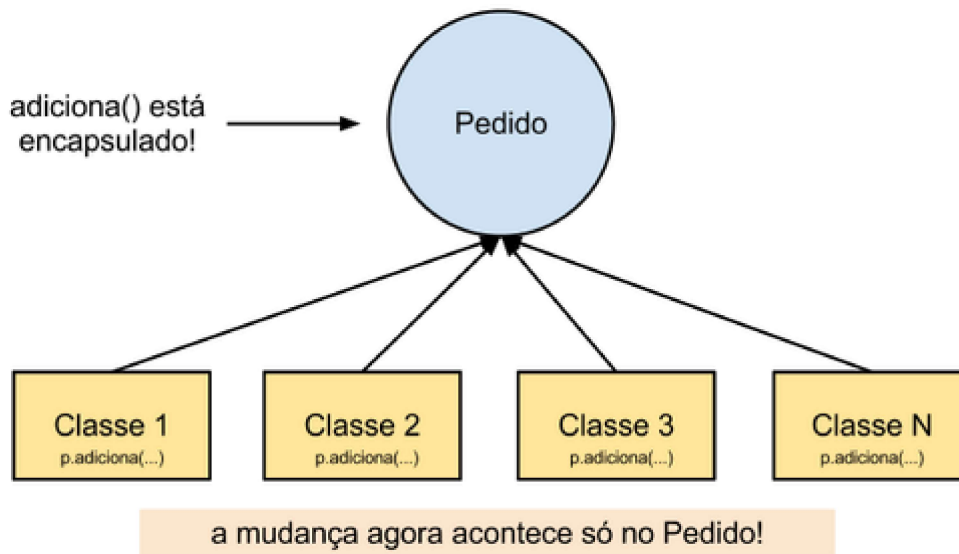 adiciona() está
encapsulado!
Pedido
Classe 1
p.adiciona(...)
Classe 2
p.adiciona(...)
Classe 3
p.adiciona(...)
Classe N
p.adiciona(...)
a mudança agora acontece só no Pedido!